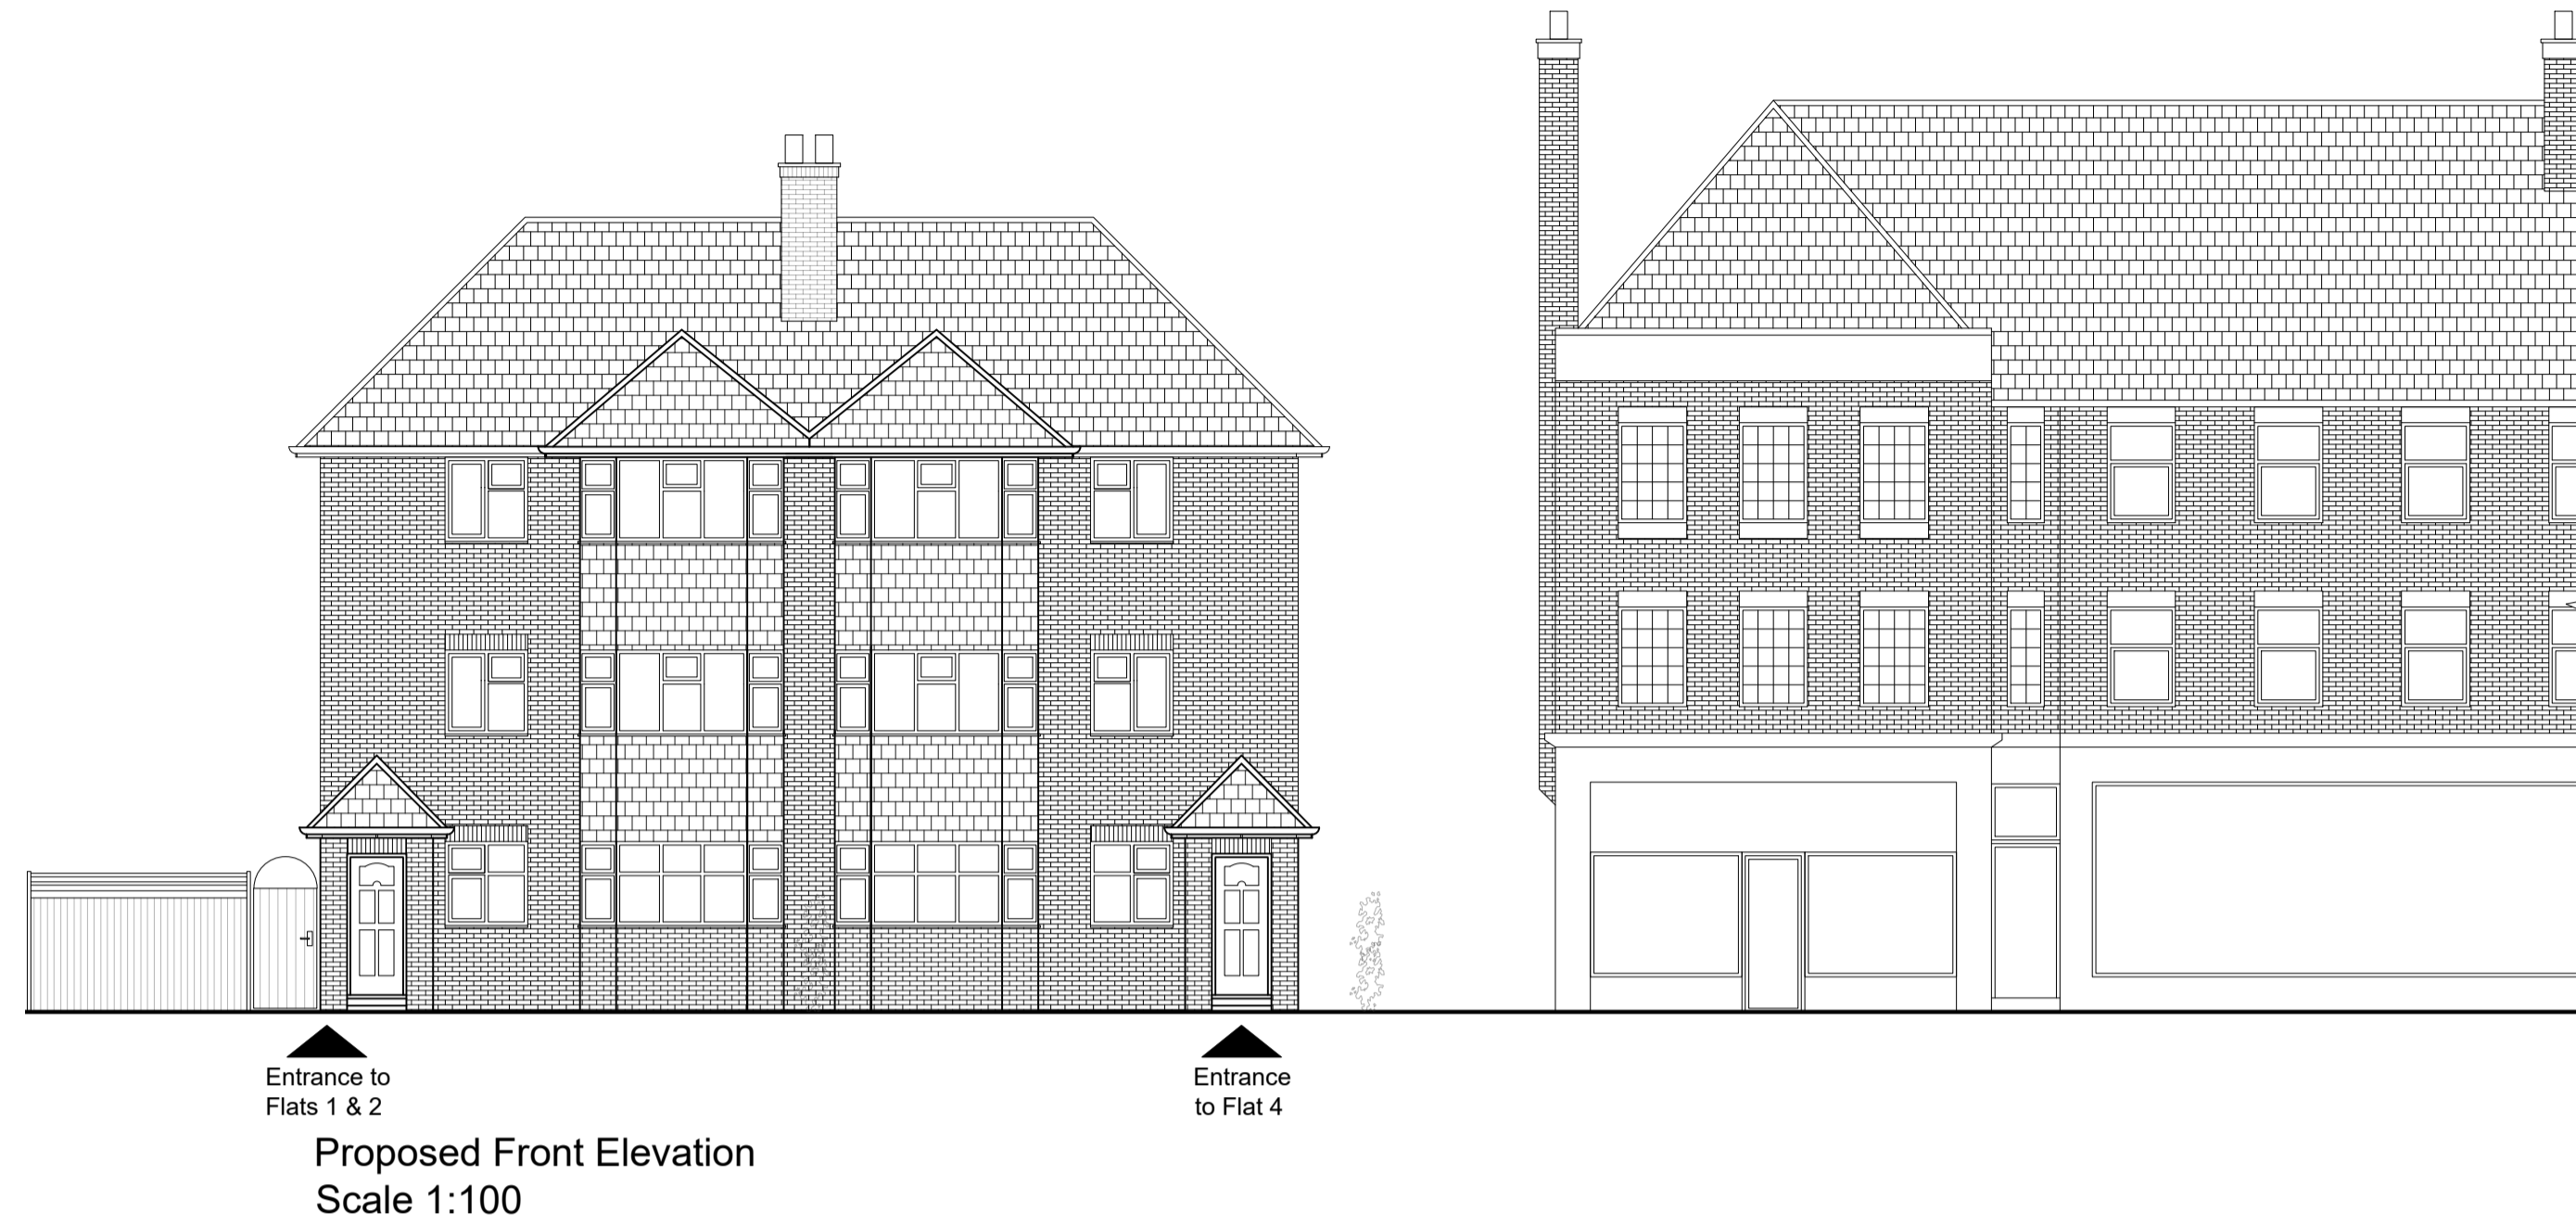 Entrance to
Flats 1 & 2
Entrance
to Flat 4
Proposed Front Elevation
Scale 1:100